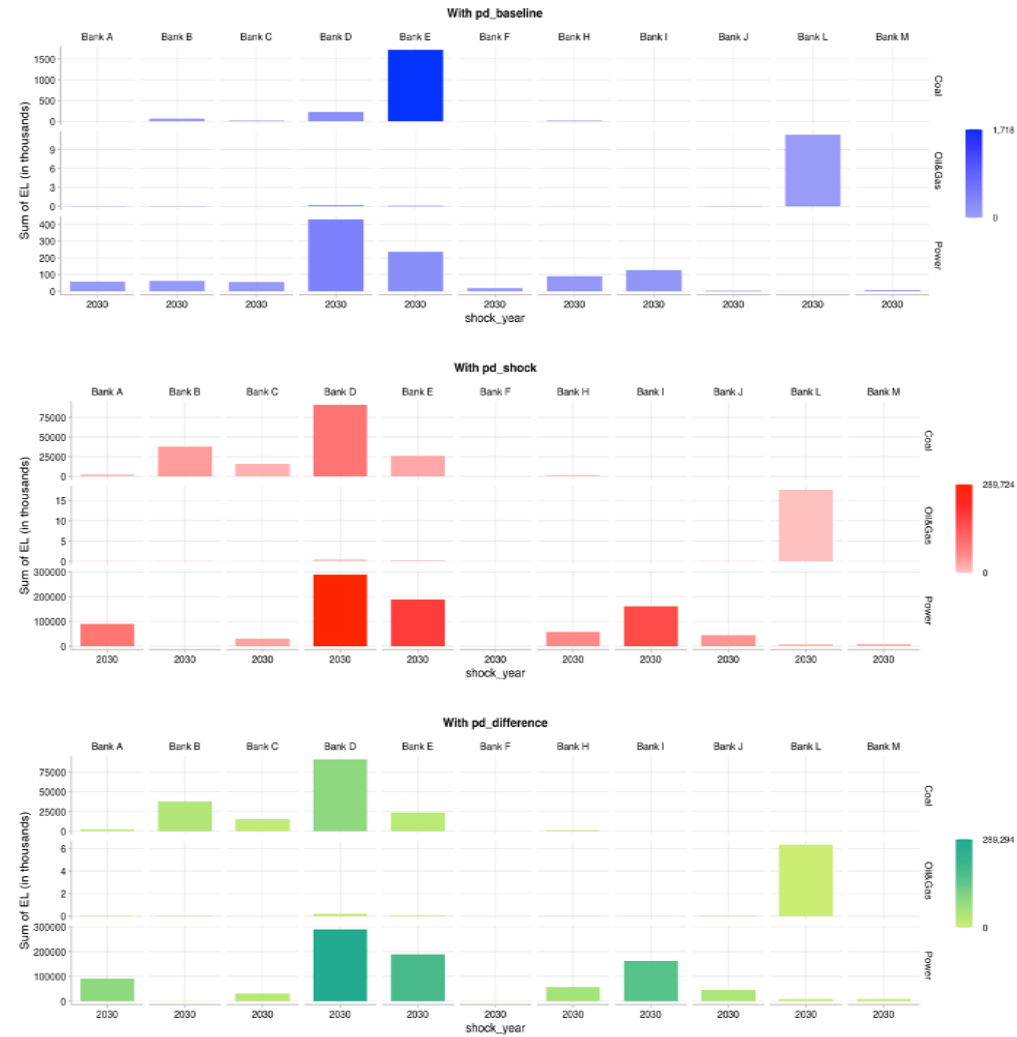 With pd_baseline
Bank A Bank B Bank C Bank D Bank E Bank F Bank H Bank I Bank J Bank L Bank M
Sum of EL (in thousands)
1500
1000
500
0
Coal
9
6
3
0
Oil&Gas
400
300
200
100
0
Power
1,718
0
2030 2030 2030 2030 2030 2030 2030 2030 2030 2030 2030
shock_year
With pd_shock
Bank A Bank B Bank C Bank D Bank E Bank F Bank H Bank I Bank J Bank L Bank M
Sum of EL (in thousands)
75000
50000
25000
0
Coal
15
10
5
0
Oil&Gas
300000
200000
100000
0
Power
289,724
0
2030 2030 2030 2030 2030 2030 2030 2030 2030 2030 2030
shock_year
With pd_difference
Bank A Bank B Bank C Bank D Bank E Bank F Bank H Bank I Bank J Bank L Bank M
Sum of EL (in thousands)
75000
50000
25000
0
Coal
6
4
2
0
Oil&Gas
300000
200000
100000
0
Power
289,294
0
2030 2030 2030 2030 2030 2030 2030 2030 2030 2030 2030
shock_year